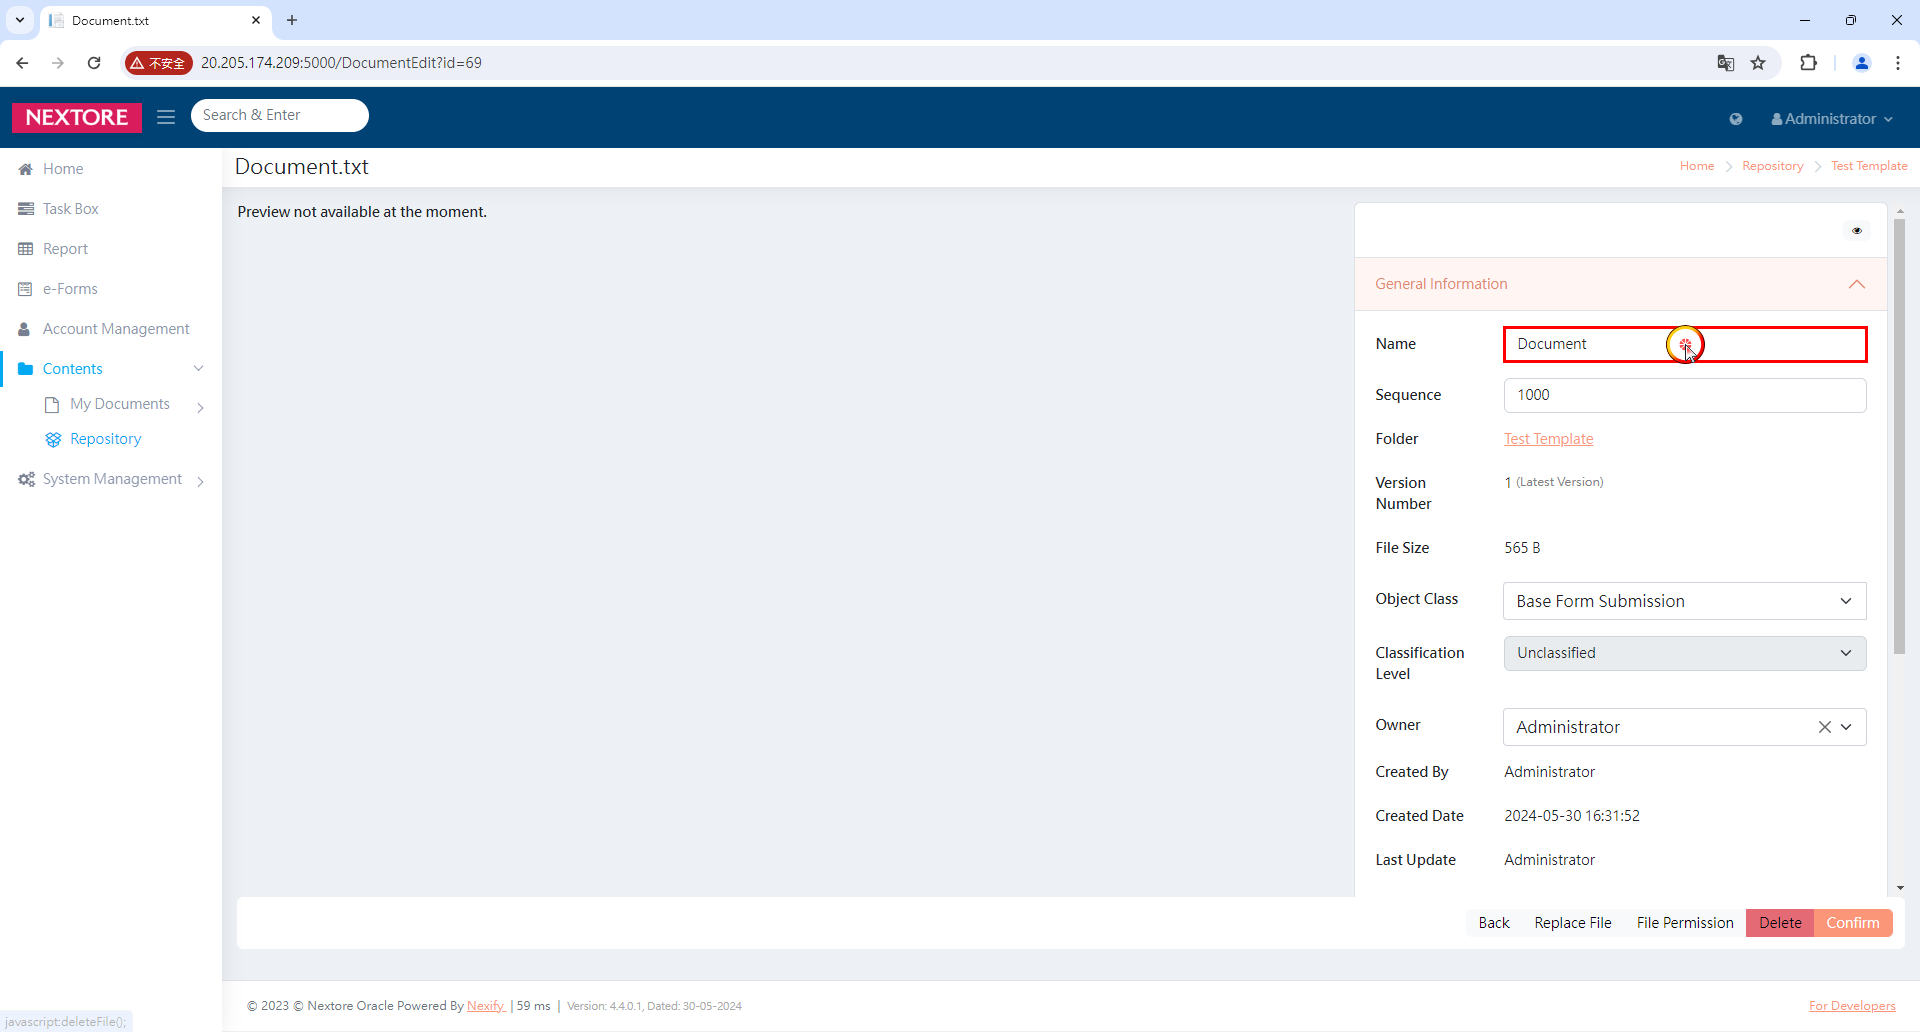 Document.txt
不安全
20.205.174.209:5000/DocumentEdit?id=69
NEXTORE
Search & Enter
Administrator
Home
Task Box
Report
e-Forms
Account Management
Contents
My Documents
Repository
System Management
Document.txt
Home
Repository
Test Template
Preview not available at the moment.
General Information
Name
Document
Sequence
1000
Folder
Test Template
Version
Number
1 (Latest Version)
File Size
565 B
Object Class
Base Form Submission
Classification
Level
Unclassified
Owner
Administrator
Created By
Administrator
Created Date
2024-05-30 16:31:52
Last Update
Administrator
Back
Replace File
File Permission
Delete
Confirm
© 2023 © Nextore Oracle Powered By Nexify | 59 ms | Version: 4.4.0.1, Dated: 30-05-2024
For Developers
javascript:deleteFile();